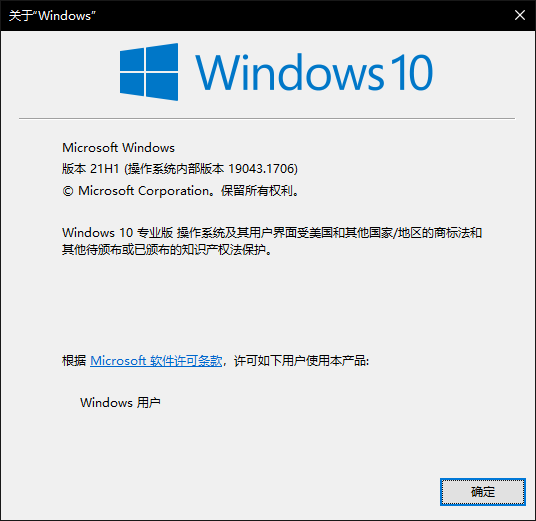 关于“Windows”
Windows 10
Microsoft Windows
版本 21H1 (操作系统内部版本 19043.1706)
© Microsoft Corporation。保留所有权利。
Windows 10 专业版 操作系统及其用户界面受美国和其他国家/地区的商标法和
其他待颁布或已颁布的知识产权法保护。
根据 Microsoft 软件许可条款，许可如下用户使用本产品:
Windows 用户
确定